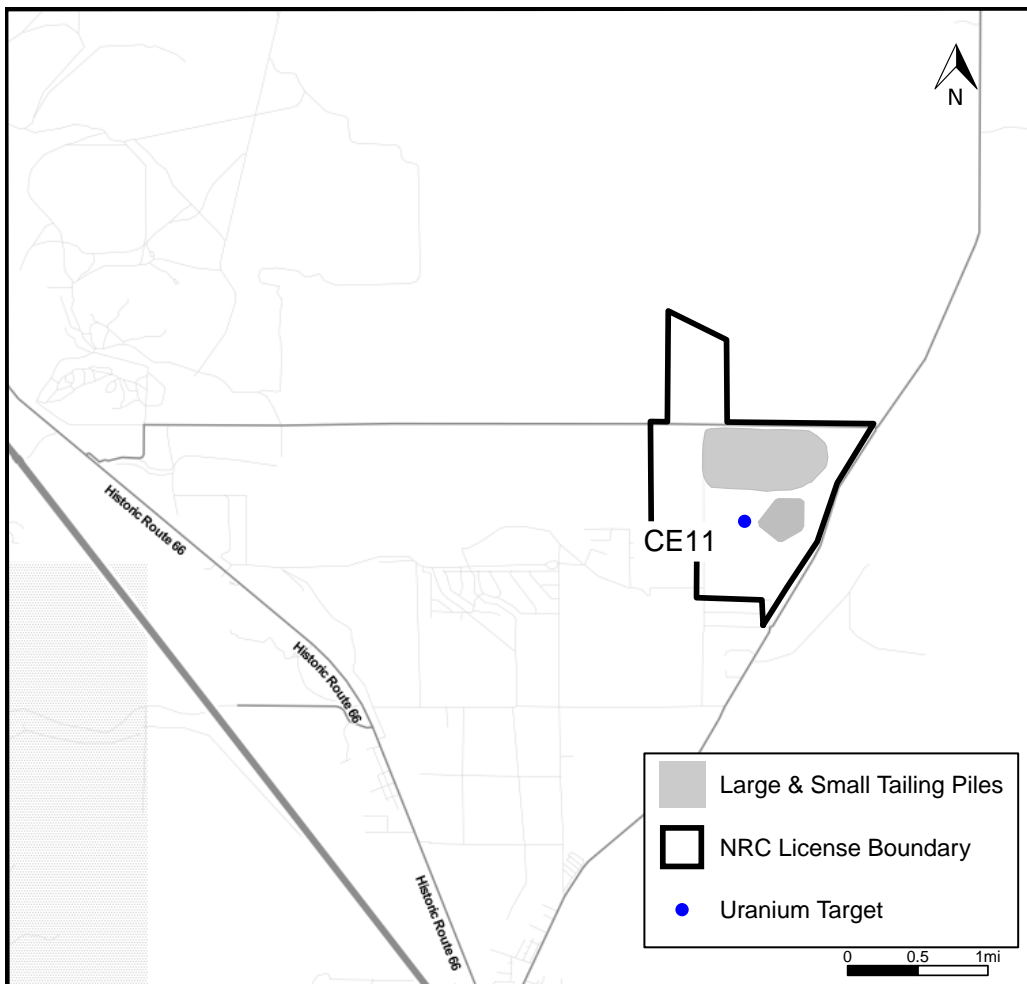 N
CE11
Historic Route 66
Historic Route 66
Historic Route 66
Large & Small Tailing Piles
NRC License Boundary
Uranium Target
0 0.5 1mi